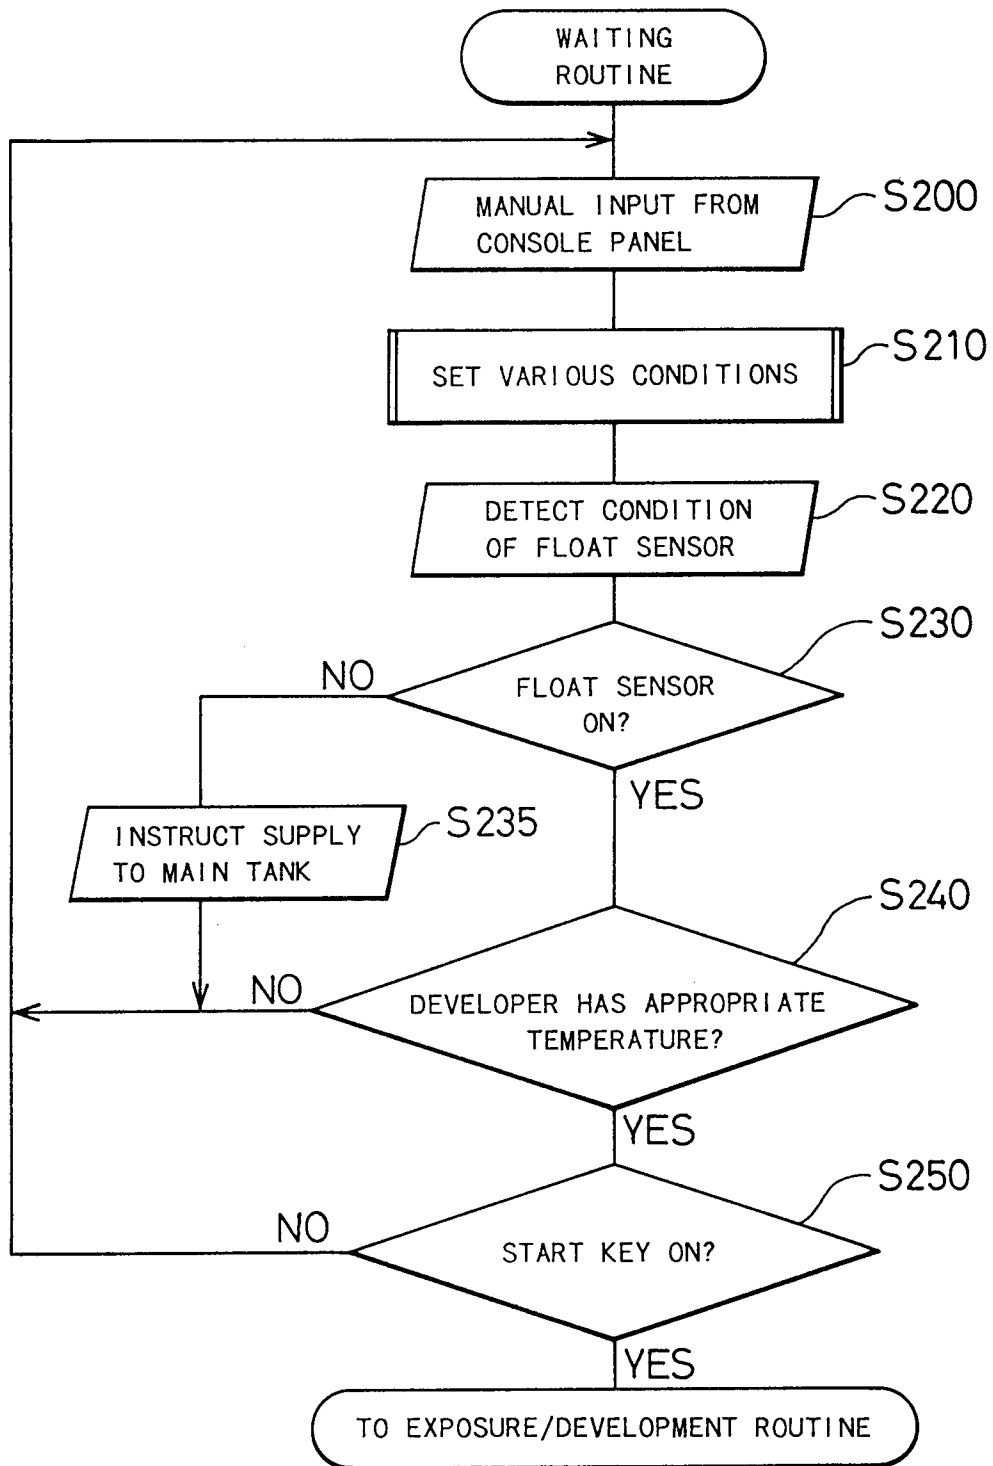 WAITING
ROUTINE
MANUAL INPUT FROM
CONSOLE PANEL
S200
SET VARIOUS CONDITIONS
S210
DETECT CONDITION
OF FLOAT SENSOR
S220
S230
NO
FLOAT SENSOR
ON?
YES
INSTRUCT SUPPLY
TO MAIN TANK
S235
S240
NO
DEVELOPER HAS APPROPRIATE
TEMPERATURE?
YES
S250
NO
START KEY ON?
YES
TO EXPOSURE/DEVELOPMENT ROUTINE